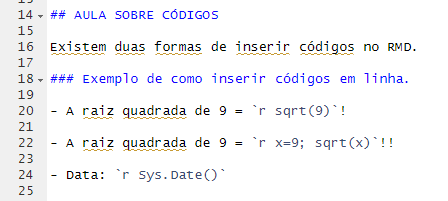 14 ## AULA SOBRE CÓDIGOS
15
16 Existem duas formas de inserir códigos no RMD.
17
18 ### Exemplo de como inserir códigos em linha.
19
20 - A raiz quadrada de 9 = `r sqrt(9)`!
21
22 - A raiz quadrada de 9 = `r x=9; sqrt(x)`!!
23
24 - Data: `r Sys.Date()`
25